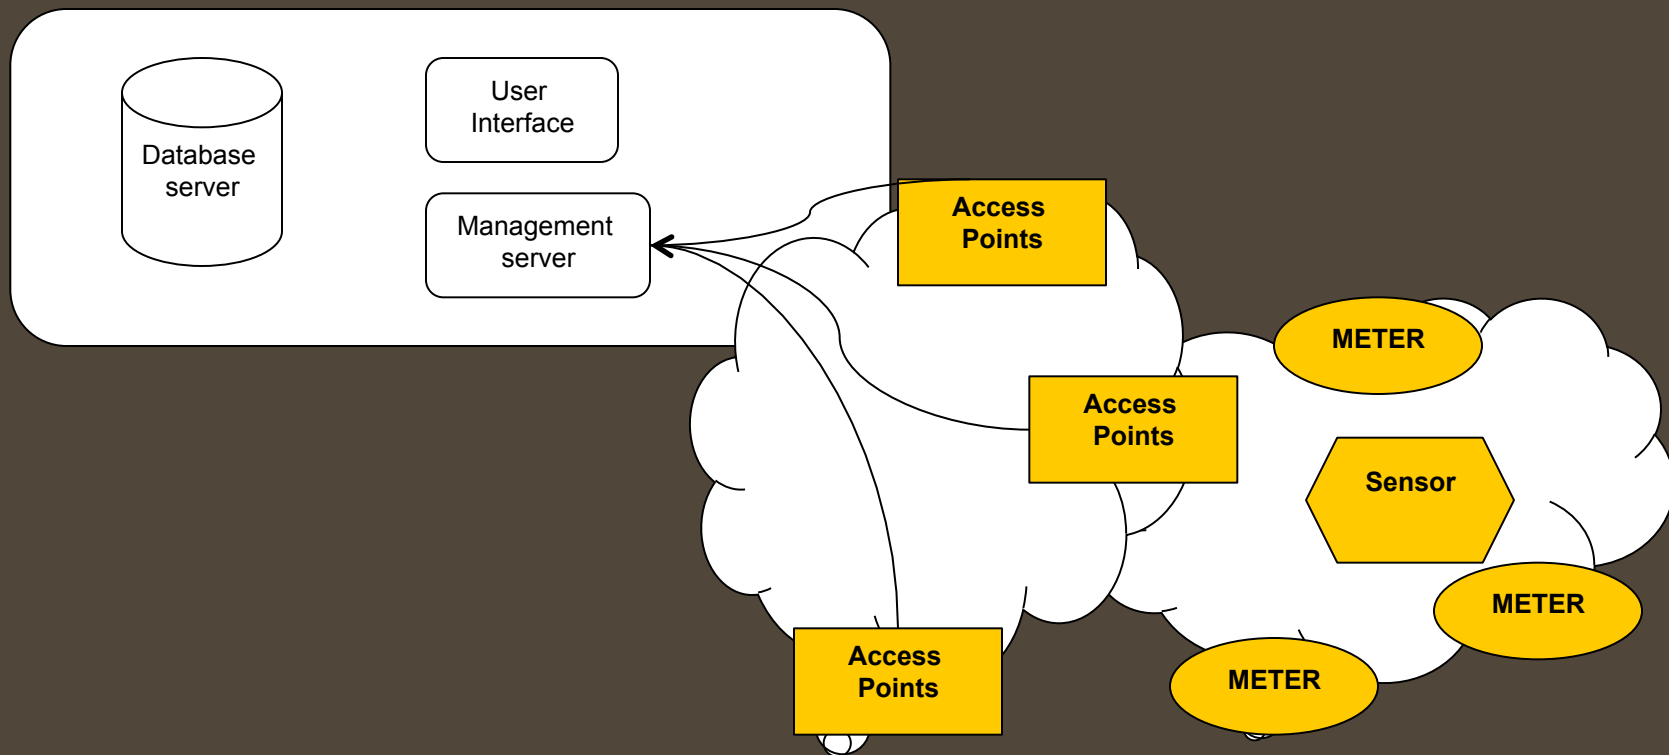 Database
server
User
Interface
Management
server
Access
Points
Access
Points
Access
Points
METER
Sensor
METER
METER